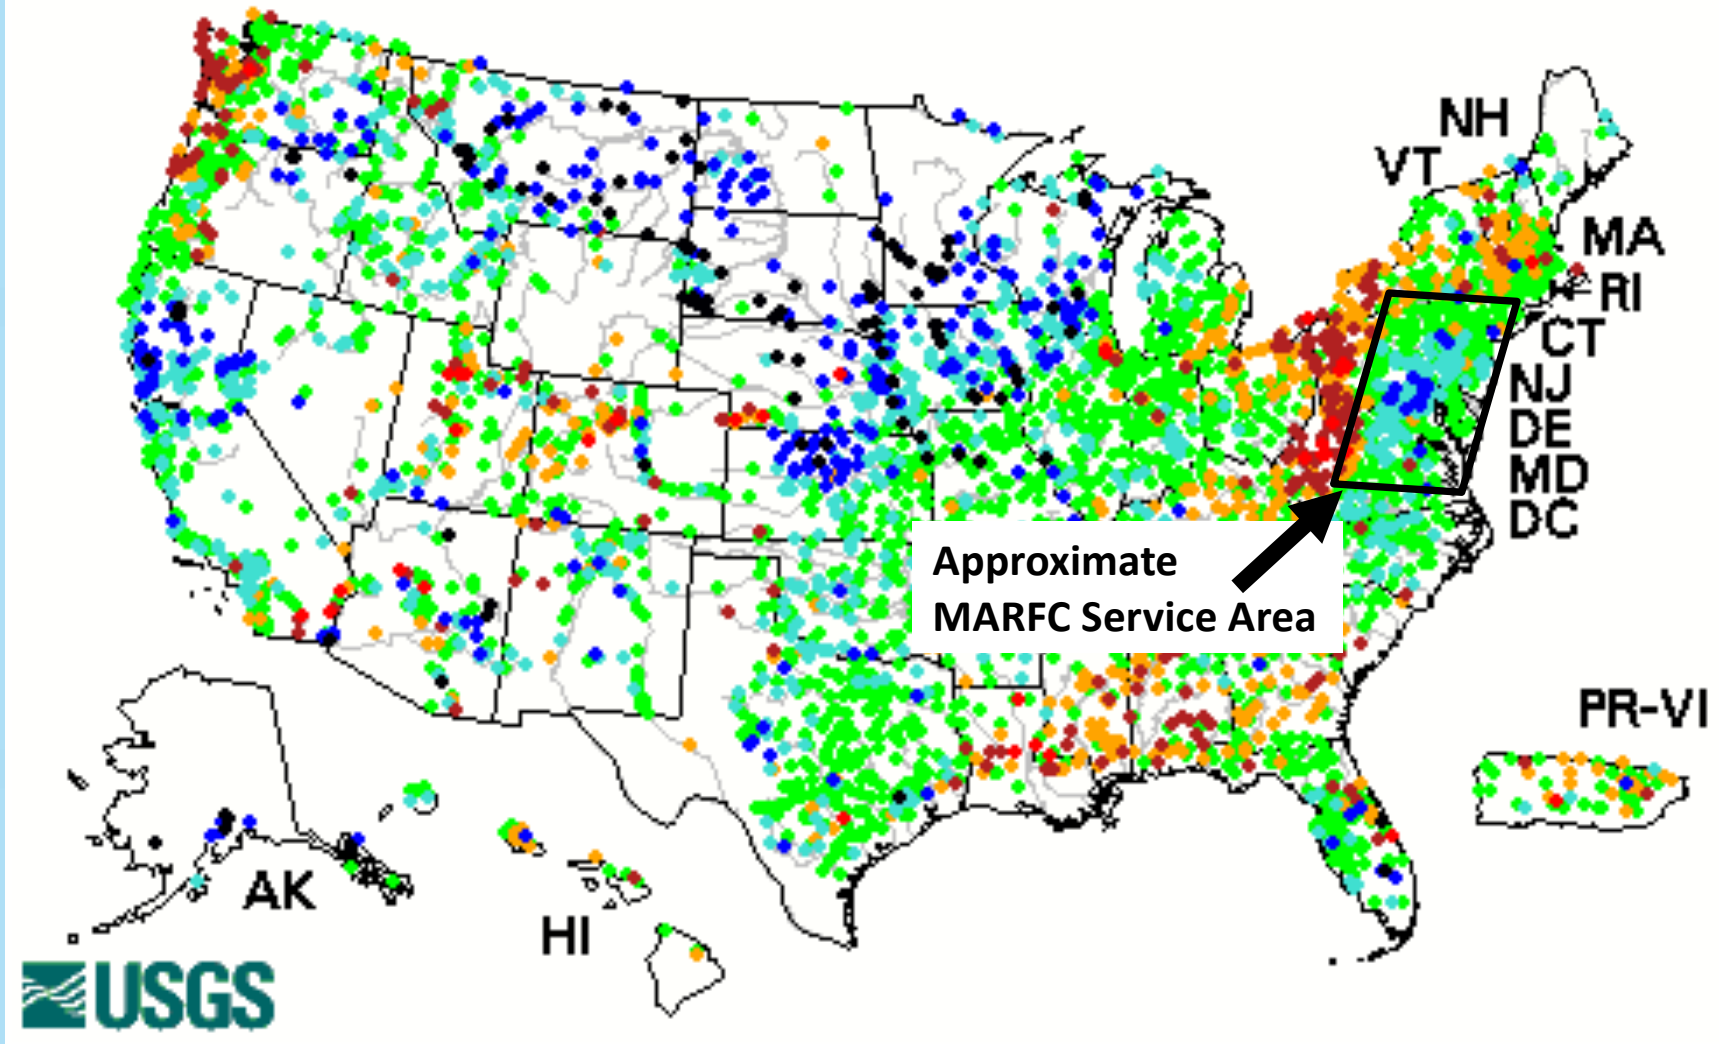 NH
VT
MA
RI
CT
NJ
DE
MD
DC
Approximate
MARFC Service Area
PR-VI
AK
HI
USGS